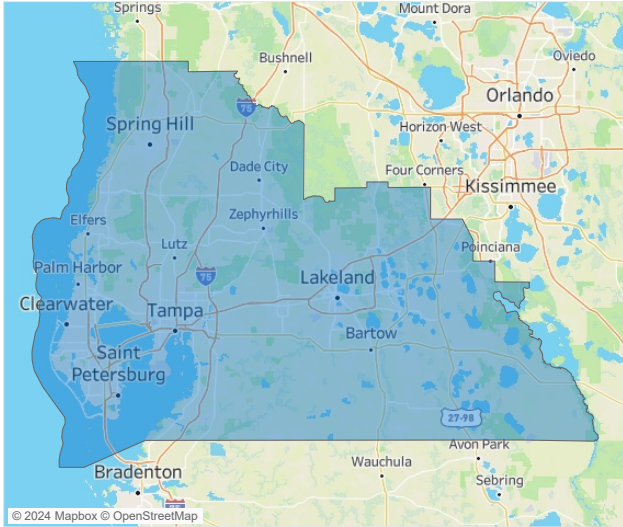 Springs
Mount Dora
Bushnell
Oviedo
Orlando
75
Spring Hill
Horizon West
Dade City
Four Corners
Kissimmee
Elfers
Zephyrhills
Lutz
Poinciana
Palm Harbor
75
Lakeland
Clearwater
Tampa
Bartow
Saint
Petersburg
27-98
Avon Park
Wauchula
Bradenton
Sebring
75
© 2024 Mapbox © OpenStreetMap